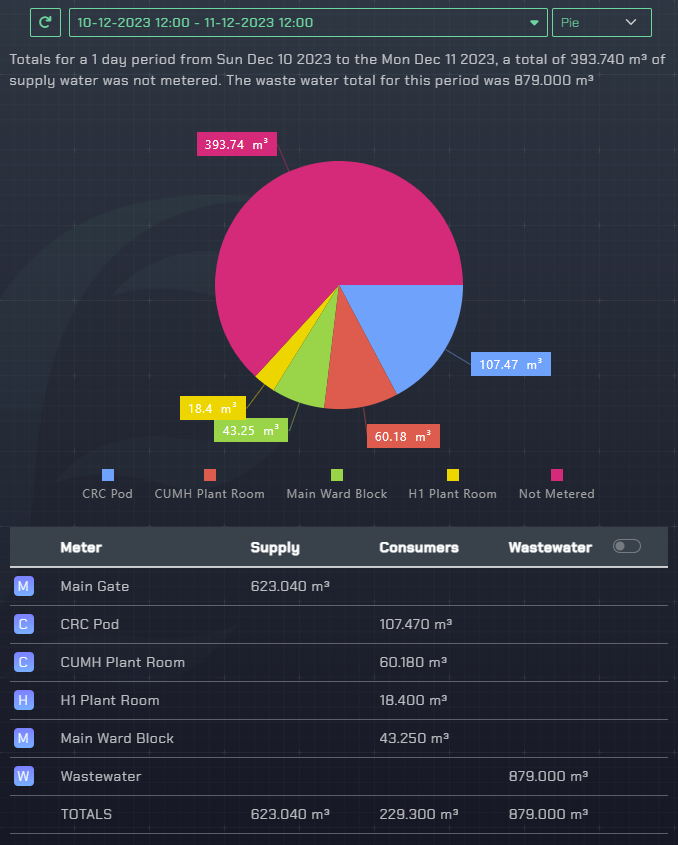 10-12-2023 12:00 - 11-12-2023 12:00 Pie
Totals for a 1 day period from Sun Dec 10 2023 to the Mon Dec 11 2023, a total of 393.740 m³ of
supply water was not metered. The waste water total for this period was 879.000 m³
393.74 m³
107.47 m³
18.4 m³
43.25 m³
60.18 m³
CRC Pod CUMH Plant Room Main Ward Block H1 Plant Room Not Metered
Meter Supply Consumers Wastewater
M Main Gate 623.040 m³
C CRC Pod 107.470 m³
C CUMH Plant Room 60.180 m³
H H1 Plant Room 18.400 m³
M Main Ward Block 43.250 m³
W Wastewater 879.000 m³
TOTALS 623.040 m³ 229.300 m³ 879.000 m³